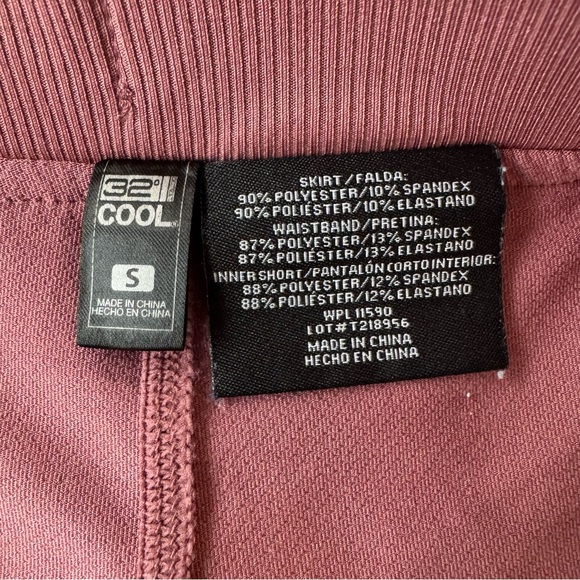 32°
COOL
S
MADE IN CHINA
HECHO EN CHINA
SKIRT/FALDA:
90% POLYESTER/10% SPANDEX
90% POLIÉSTER/10% ELASTANO
WAISTBAND/PRETINA:
87% POLYESTER/13% SPANDEX
87% POLIÉSTER/13% ELASTANO
INNER SHORT/PANTALÓN CORTO INTERIOR:
88% POLYESTER/12% SPANDEX
88% POLIÉSTER/12% ELASTANO
WPL 11590
LOT#T218956
MADE IN CHINA
HECHO EN CHINA